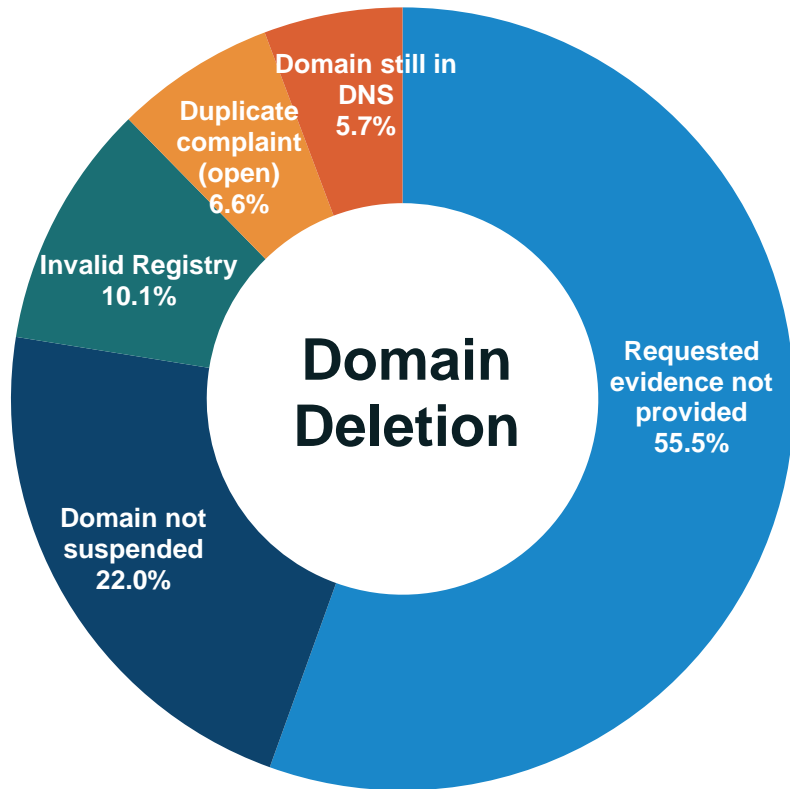 Domain still in
DNS
5.7%
Duplicate
complaint
(open)
6.6%
Invalid Registry
10.1%
Domain
Deletion
Requested
evidence not
provided
55.5%
Domain not
suspended
22.0%